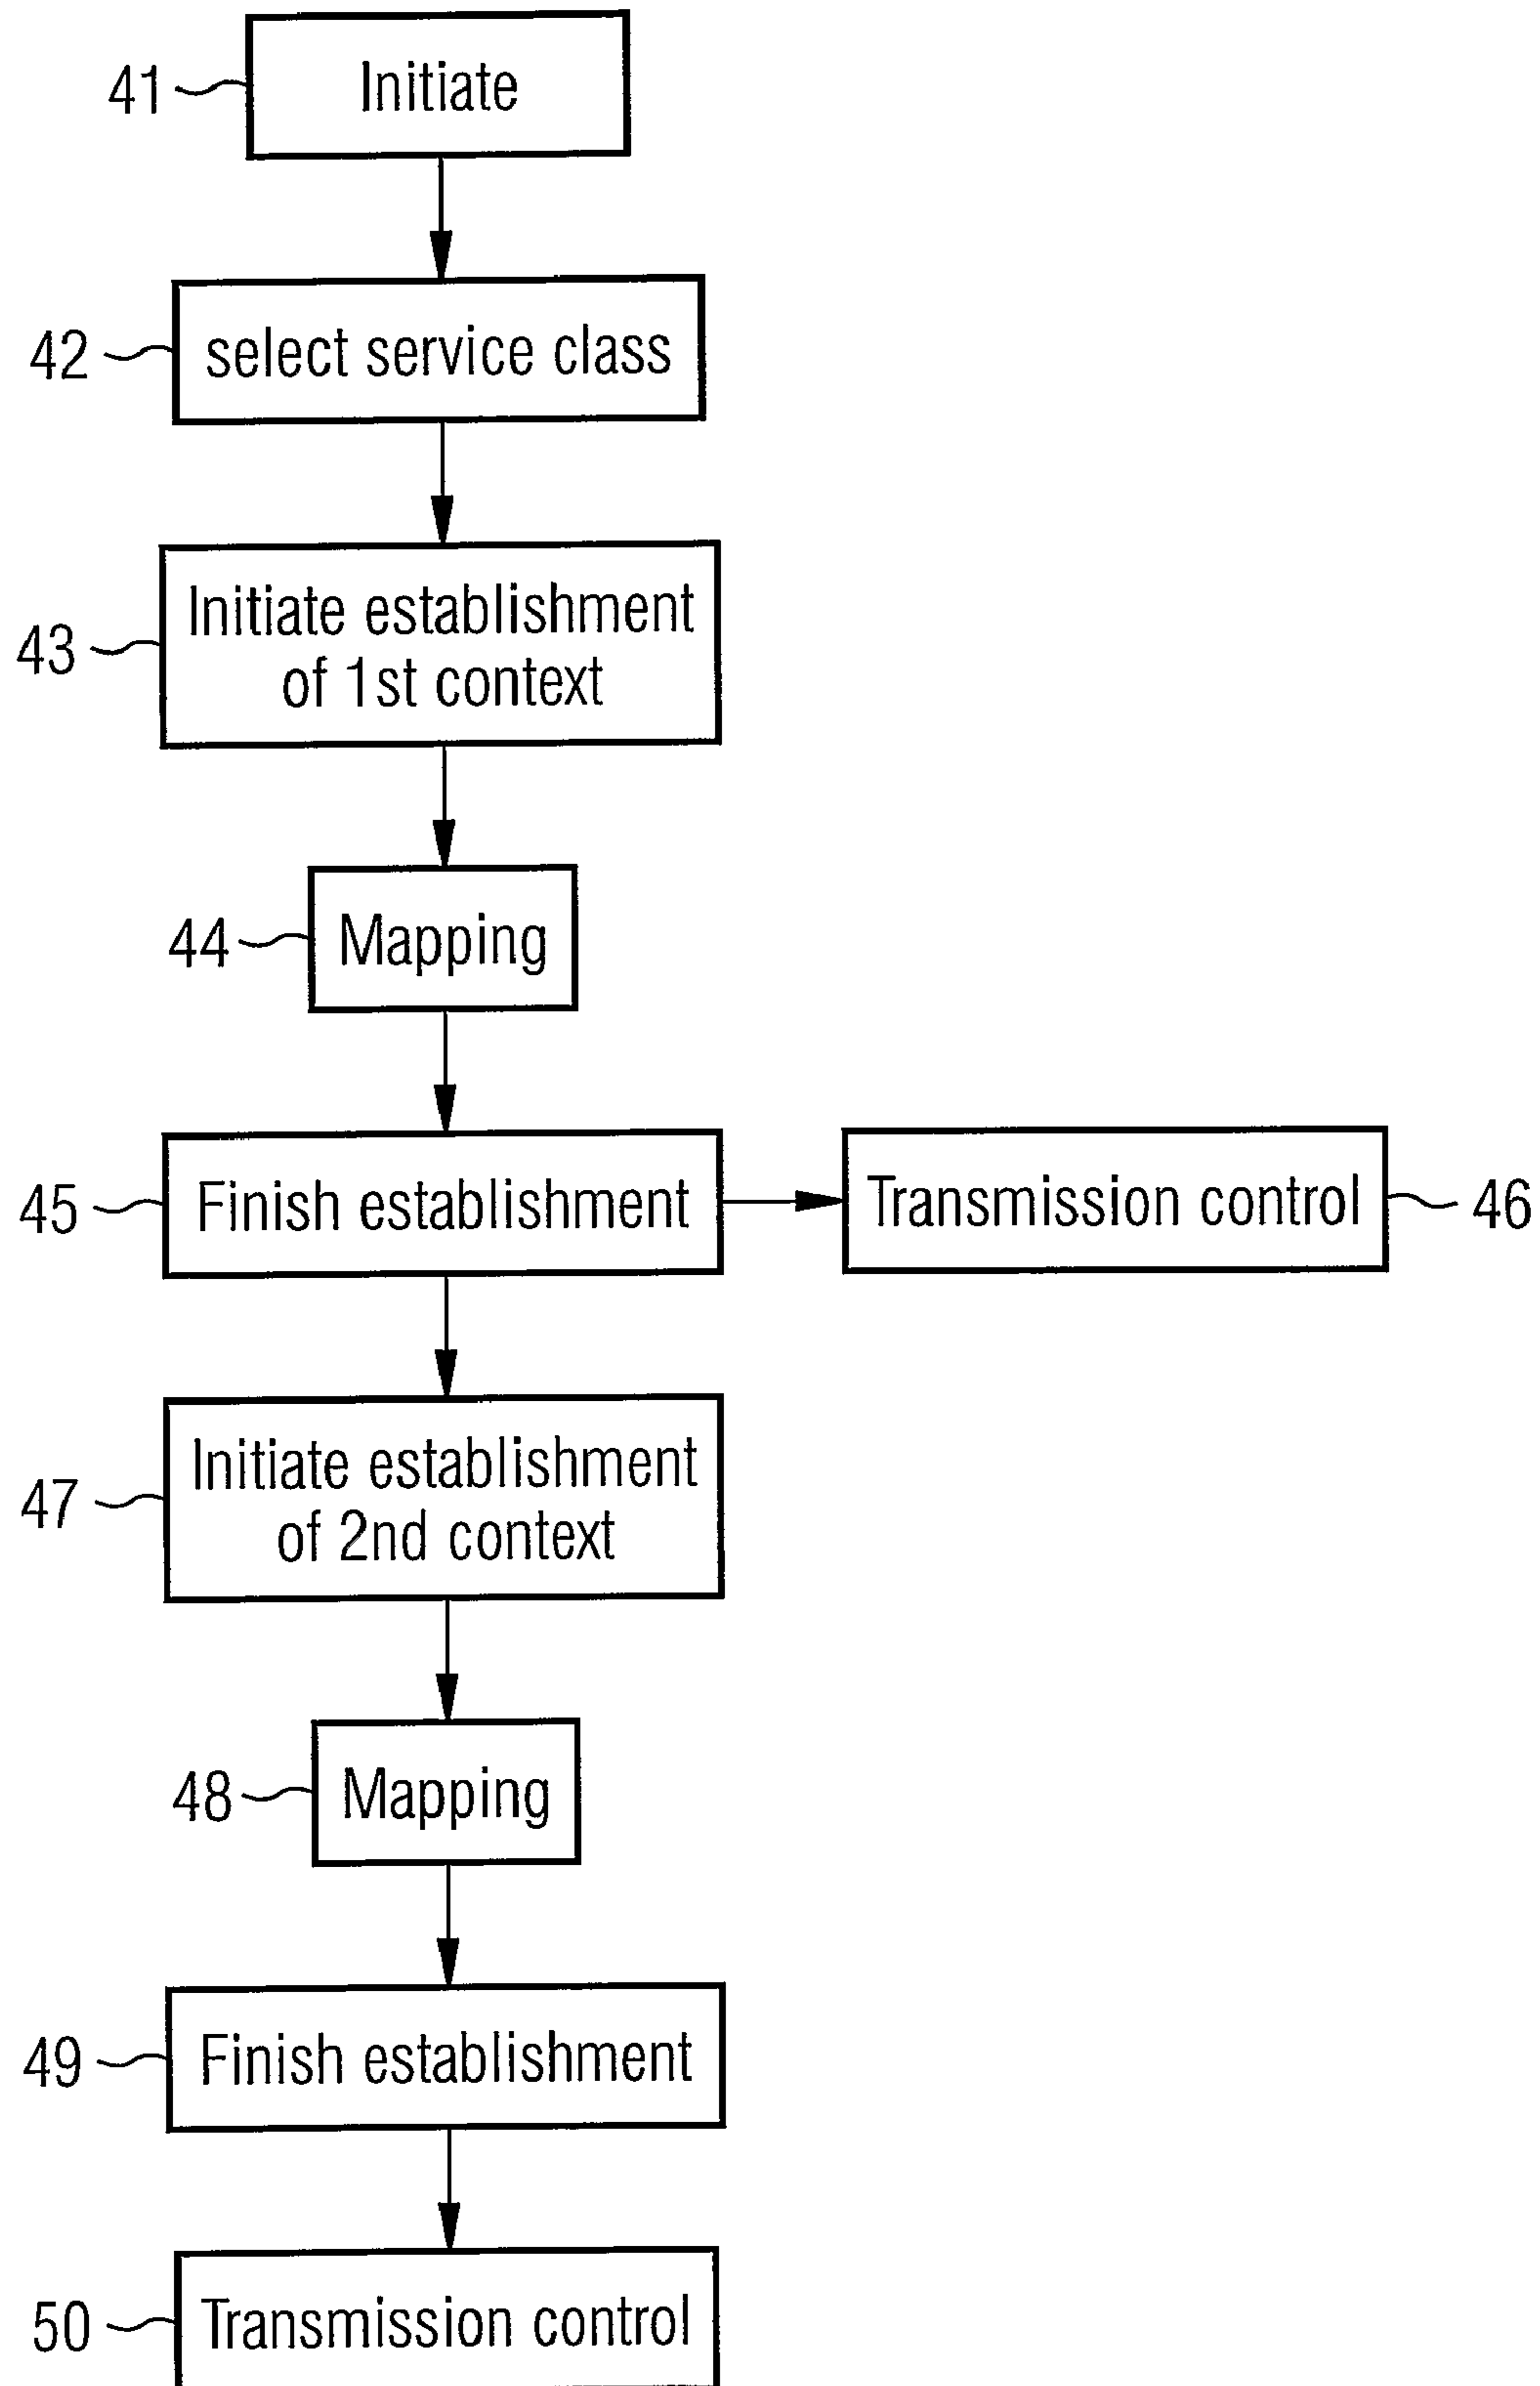 41
Initiate
42
select service class
43
Initiate establishment
of 1st context
44
Mapping
45
Finish establishment
Transmission control
46
47
Initiate establishment
of 2nd context
48
Mapping
49
Finish establishment
50
Transmission control